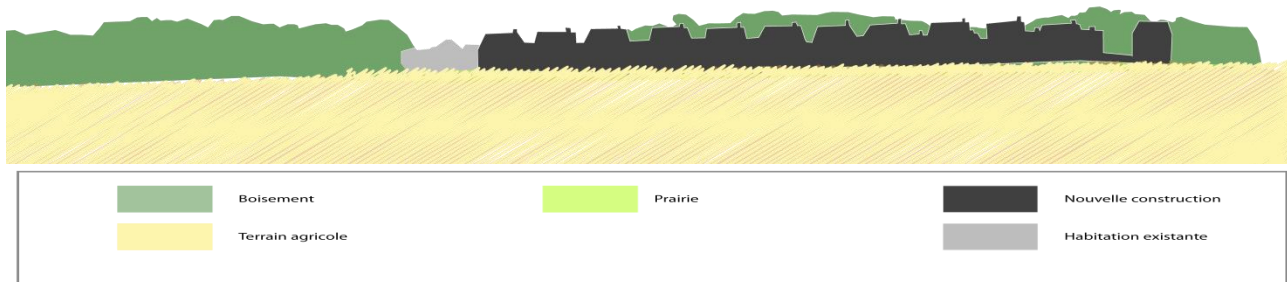 Boisement
Prairie
Nouvelle construction
Terrain agricole
Habitation existante